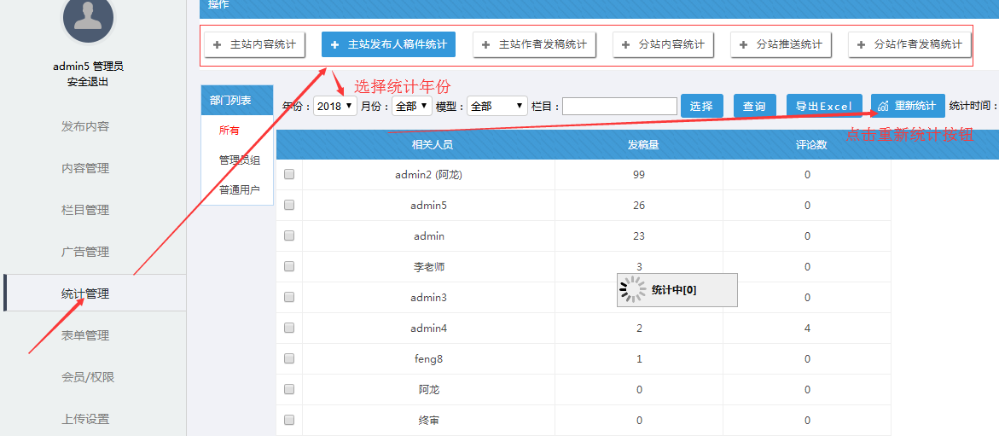 操作
admin5 管理员
安全退出
发布内容
内容管理
栏目管理
广告管理
统计管理
表单管理
会员/权限
上传设置
+ 主站内容统计
+ 主站发布人稿件统计
+ 主站作者发稿统计
+ 分站内容统计
+ 分站推送统计
+ 分站作者发稿统计
选择统计年份
部门列表
所有
管理员组
普通用户
年份： 2018 月份： 全部 模型： 全部 栏目： 选择 查询 导出Excel 重新统计 统计时间：
点击重新统计按钮
相关人员 发稿量 评论数
admin2 (阿龙) 99 0
admin5 26 0
admin 23 0
李老师 3 0
admin3 0
统计中[0]
admin4 2 4
feng8 1 0
阿龙 0 0
终审 0 0